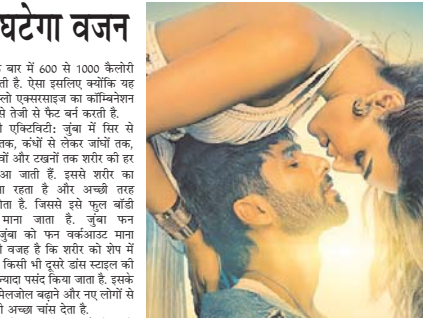 घटेगा वजन
बार में 600 से 1000 कैलोरी
ती है. ऐसा इसलिए क्योंकि यह
लो एक्सरसाइज का कॉम्बिनेशन
से तेजी से फैट बर्न करती है.
एक्टिविटी: जुंबा में सिर से
तक, कंधों से लेकर जांघों तक,
वों और टखनों तक शरीर की हर
आ जाती हैं. इससे शरीर का
ा रहता है और अच्छी तरह
ोता है. जिससे इसे फुल बॉडी
माना जाता है. जुंबा फन
जुंबा को फन वर्कआउट माना
वजह है कि शरीर को शेप में
किसी भी दूसरे डांस स्टाइल की
ज्यादा पसंद किया जाता है. इसके
मेलजोल बढ़ाने और नए लोगों से
अच्छा चांस देता है.